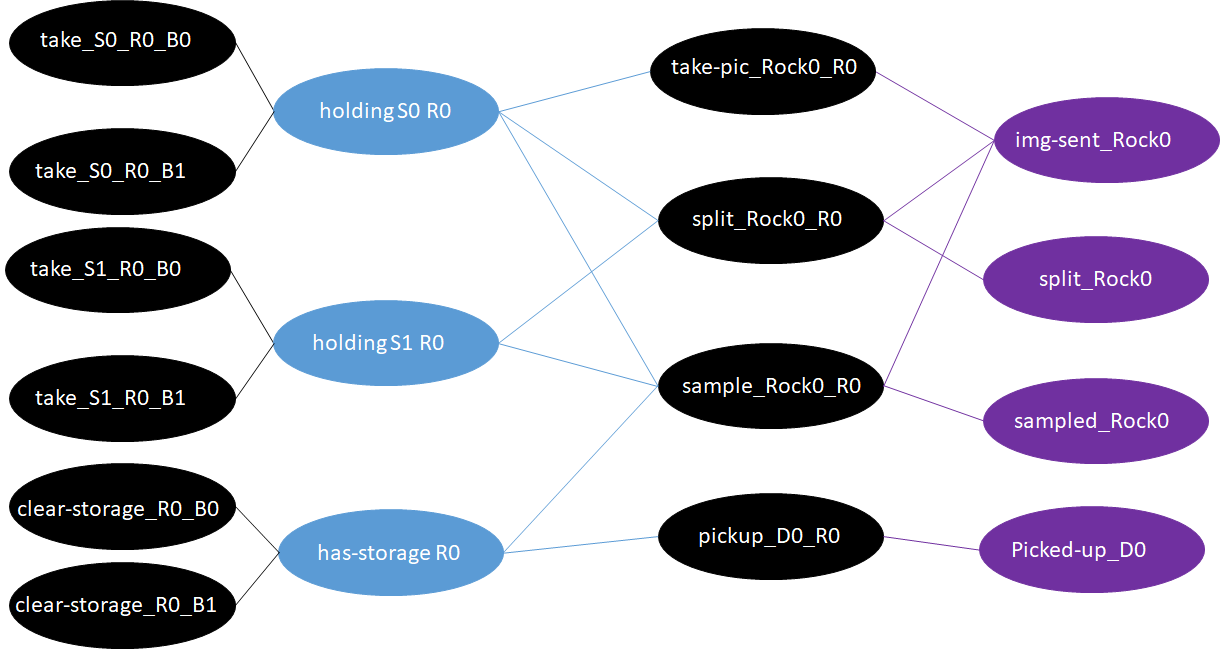 take_S0_R0_B0
take_S0_R0_B1
take_S1_R0_B0
take_S1_R0_B1
clear-storage_R0_B0
clear-storage_R0_B1
holding S0 R0
holding S1 R0
has-storage R0
take-pic_Rock0_R0
split_Rock0_R0
sample_Rock0_R0
pickup_D0_R0
img-sent_Rock0
split_Rock0
sampled_Rock0
Picked-up_D0